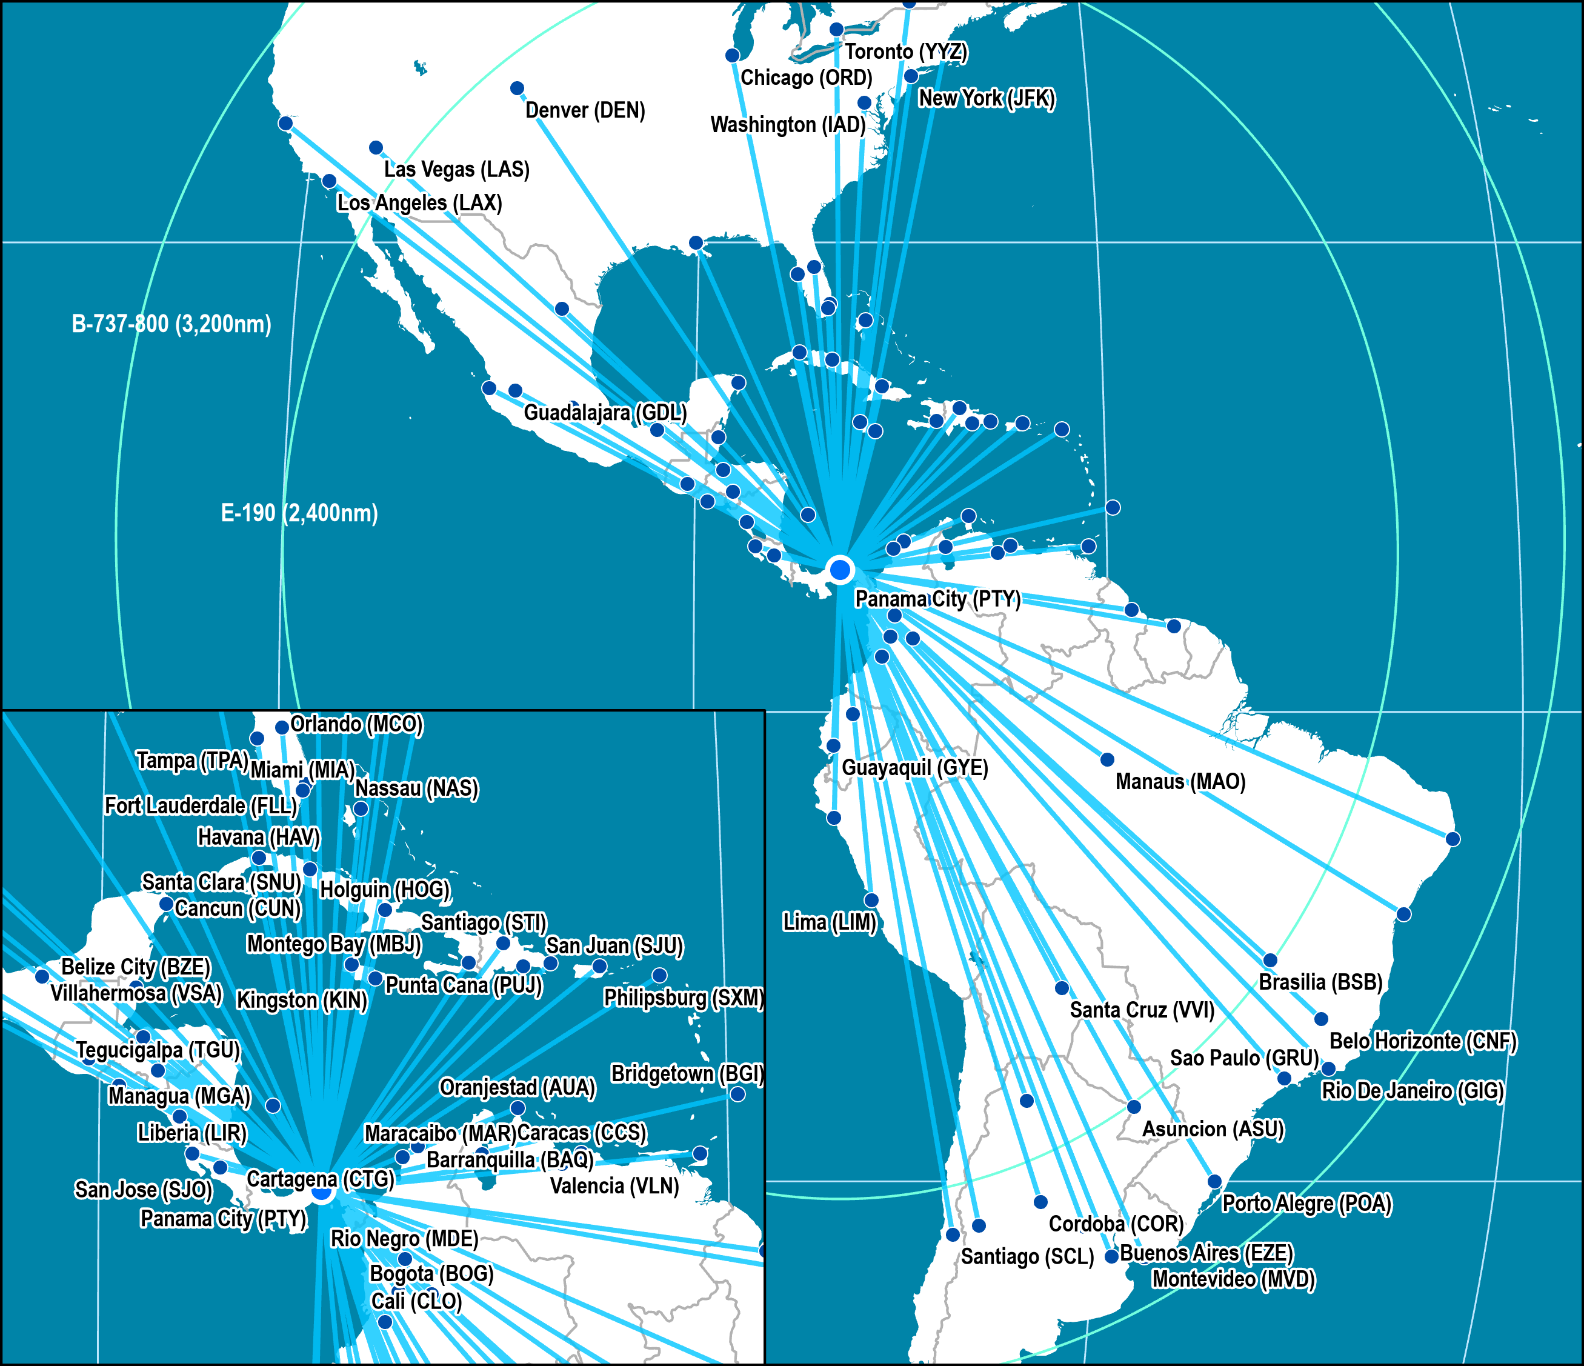 Toronto (YYZ)
Chicago (ORD)
New York (JFK)
Denver (DEN)
Washington (IAD)
Las Vegas (LAS)
Los Angeles (LAX)
B-737-800 (3,200nm)
Guadalajara (GDL)
E-190 (2,400nm)
Panama City (PTY)
Guayaquil (GYE)
Manaus (MAO)
Lima (LIM)
Brasilia (BSB)
Santa Cruz (VVI)
Belo Horizonte (CNF)
Sao Paulo (GRU)
Rio De Janeiro (GIG)
Asuncion (ASU)
Porto Alegre (POA)
Cordoba (COR)
Santiago (SCL)
Buenos Aires (EZE)
Montevideo (MVD)
Orlando (MCO)
Tampa (TPA)
Miami (MIA)
Nassau (NAS)
Fort Lauderdale (FLL)
Havana (HAV)
Santa Clara (SNU)
Holguin (HOG)
Cancun (CUN)
Santiago (STI)
Montego Bay (MBJ)
San Juan (SJU)
Belize City (BZE)
Punta Cana (PUJ)
Villahermosa (VSA)
Kingston (KIN)
Philipsburg (SXM)
Tegucigalpa (TGU)
Bridgetown (BGI)
Oranjestad (AUA)
Managua (MGA)
Liberia (LIR)
Maracaibo (MAR)
Caracas (CCS)
Barranquilla (BAQ)
Cartagena (CTG)
San Jose (SJO)
Valencia (VLN)
Panama City (PTY)
Rio Negro (MDE)
Bogota (BOG)
Cali (CLO)